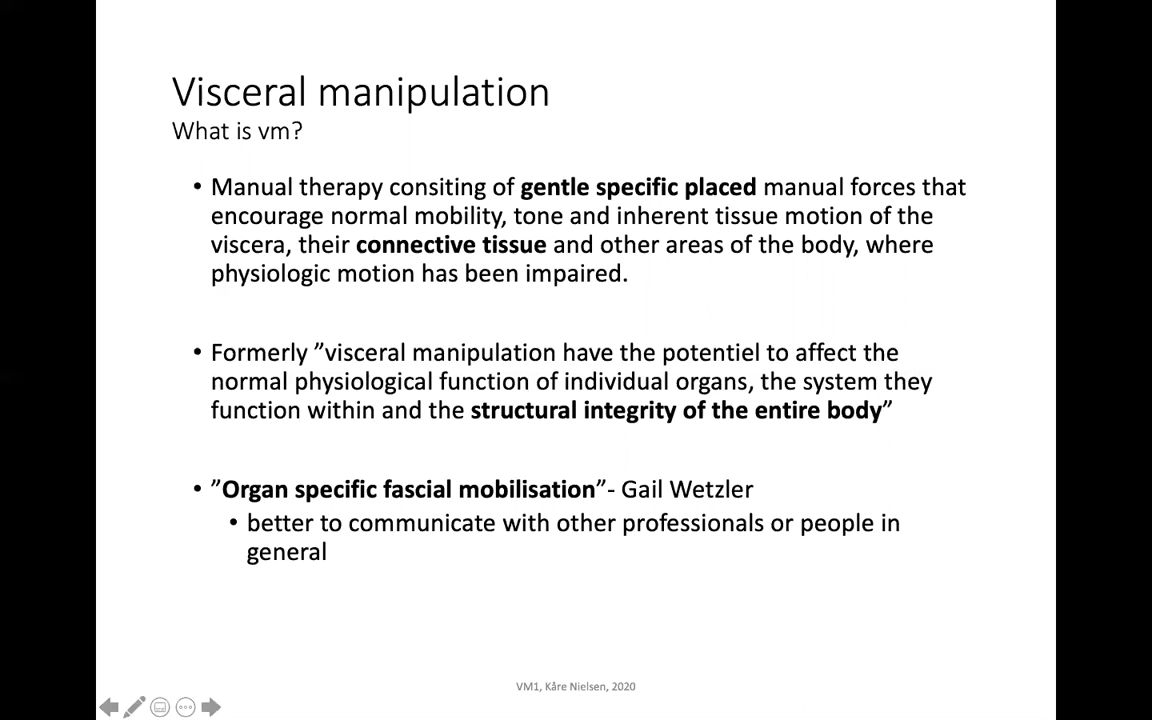 Visceral manipulation
What is vm?
• Manual therapy consiting of gentle specific placed manual forces that
encourage normal mobility, tone and inherent tissue motion of the
viscera, their connective tissue and other areas of the body, where
physiologic motion has been impaired.
• Formerly ”visceral manipulation have the potentiel to affect the
normal physiological function of individual organs, the system they
function within and the structural integrity of the entire body”
• ”Organ specific fascial mobilisation”- Gail Wetzler
• better to communicate with other professionals or people in
general
VM1, Kåre Nielsen, 2020